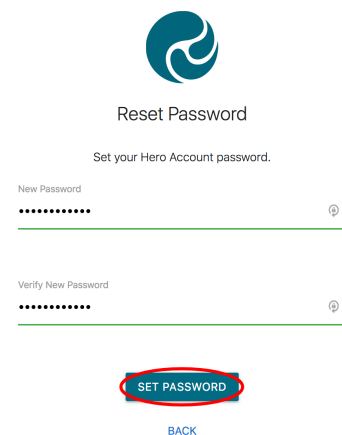 Reset Password
Set your Hero Account password.
New Password
••••••••••••
Verify New Password
••••••••••••
SET PASSWORD
BACK